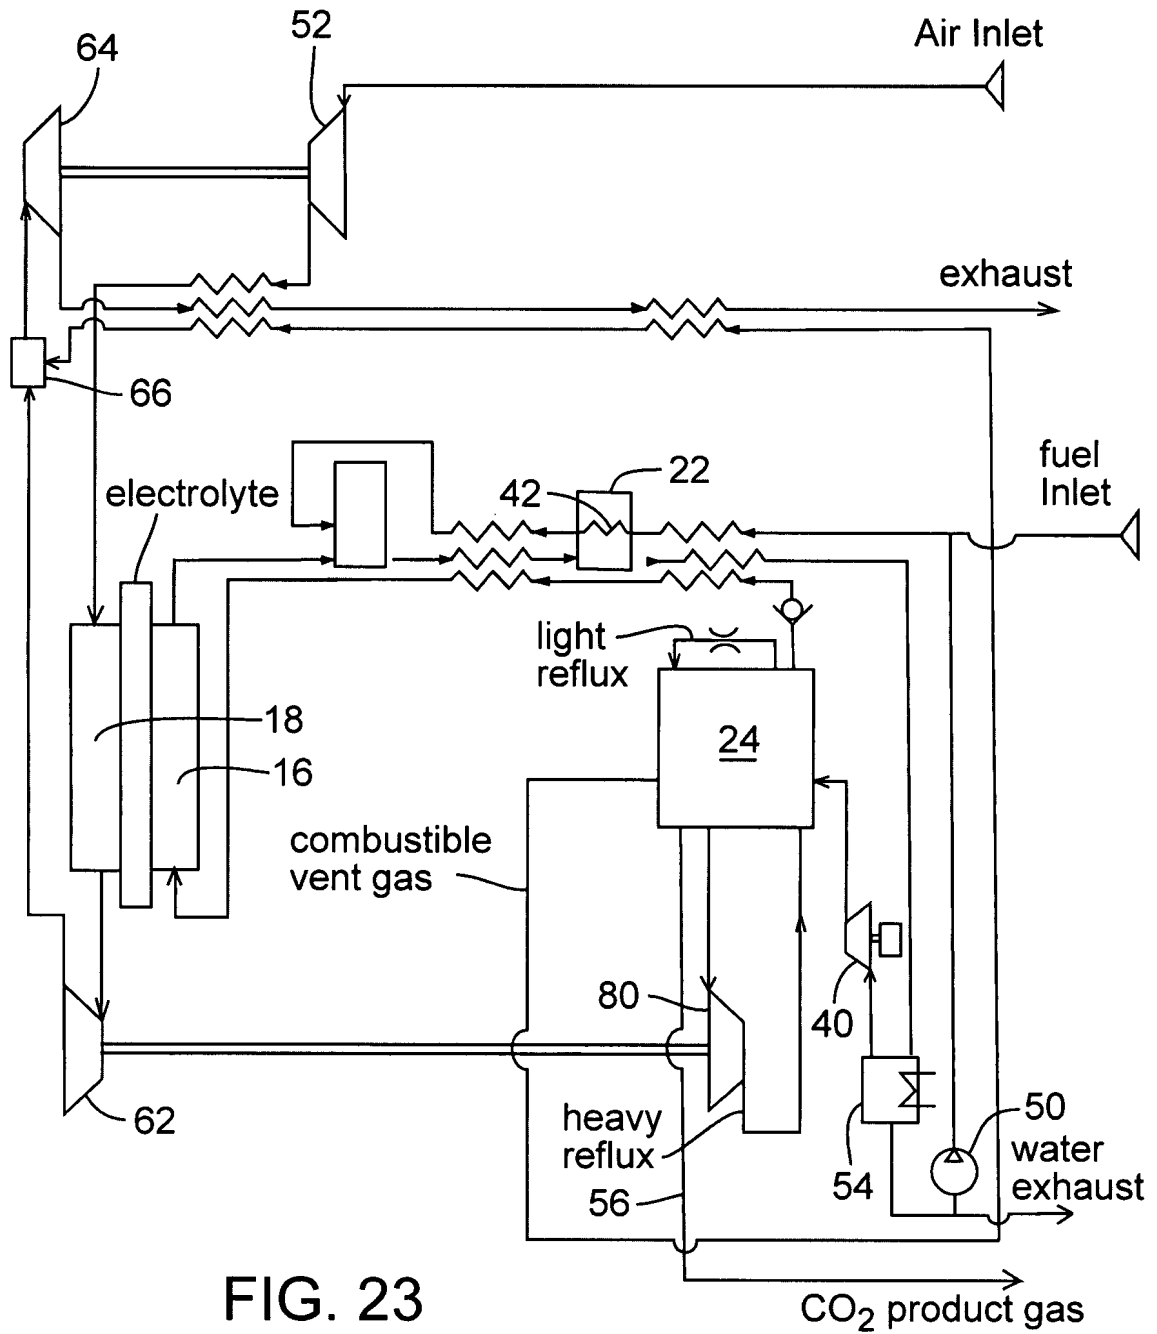 52
Air Inlet
64
exhaust
66
fuel
Inlet
22
electrolyte
42
light
reflux
18
24
16
combustible
vent gas
80
40
62
heavy
reflux
50
water
exhaust
54
56
FIG. 23
CO₂ product gas